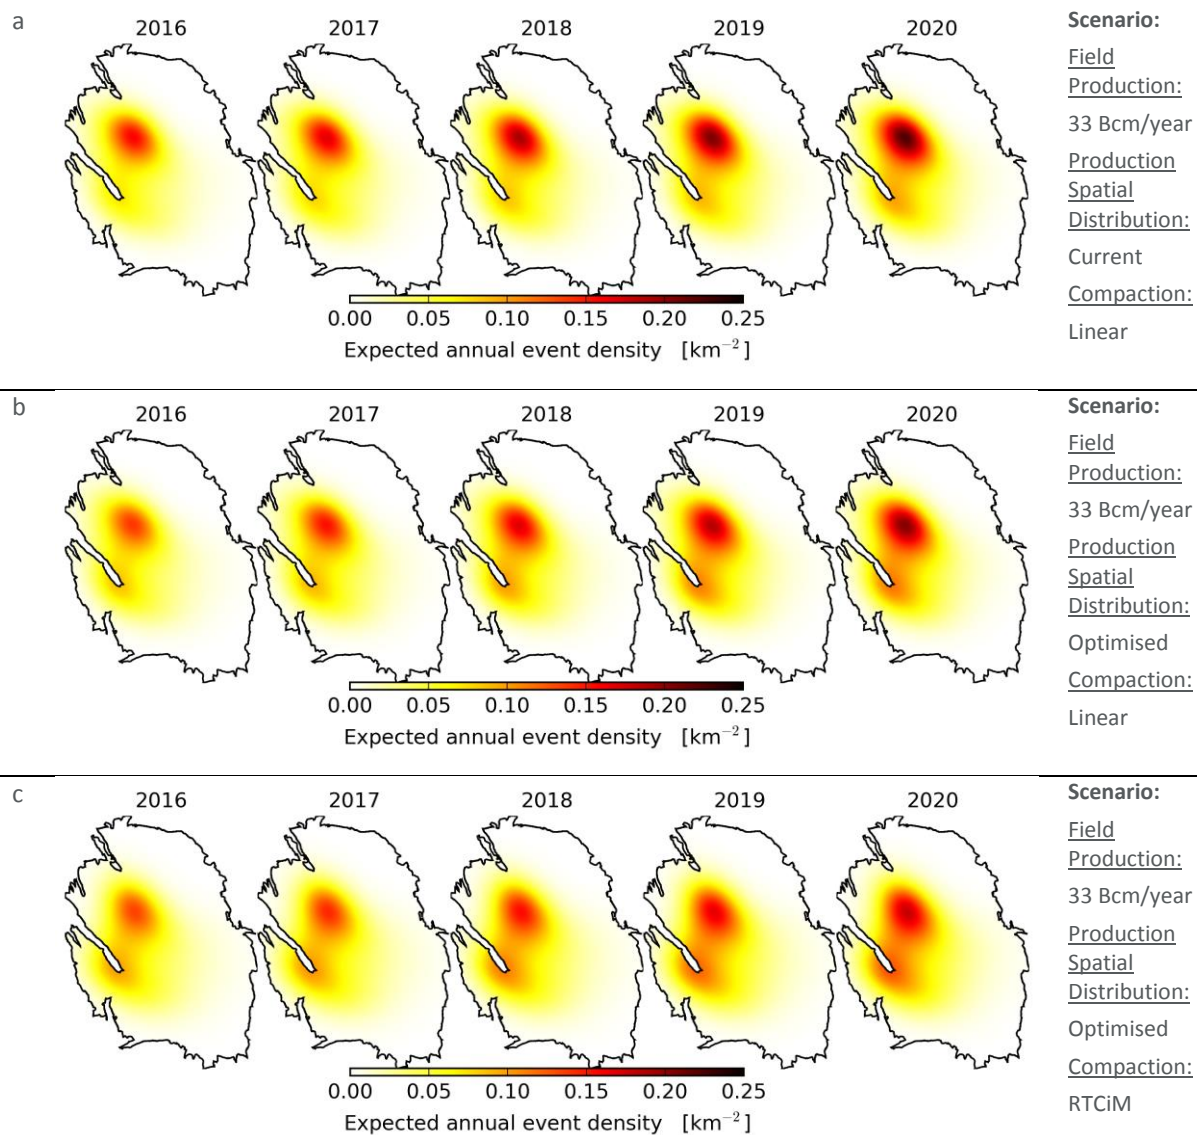 a
2016 2017 2018 2019 2020
0.00 0.05 0.10 0.15 0.20 0.25
Expected annual event density [km⁻²]
Scenario:
Field
Production:
33 Bcm/year
Production
Spatial
Distribution:
Current
Compaction:
Linear
b
2016 2017 2018 2019 2020
0.00 0.05 0.10 0.15 0.20 0.25
Expected annual event density [km⁻²]
Scenario:
Field
Production:
33 Bcm/year
Production
Spatial
Distribution:
Optimised
Compaction:
Linear
c
2016 2017 2018 2019 2020
0.00 0.05 0.10 0.15 0.20 0.25
Expected annual event density [km⁻²]
Scenario:
Field
Production:
33 Bcm/year
Production
Spatial
Distribution:
Optimised
Compaction:
RTCiM